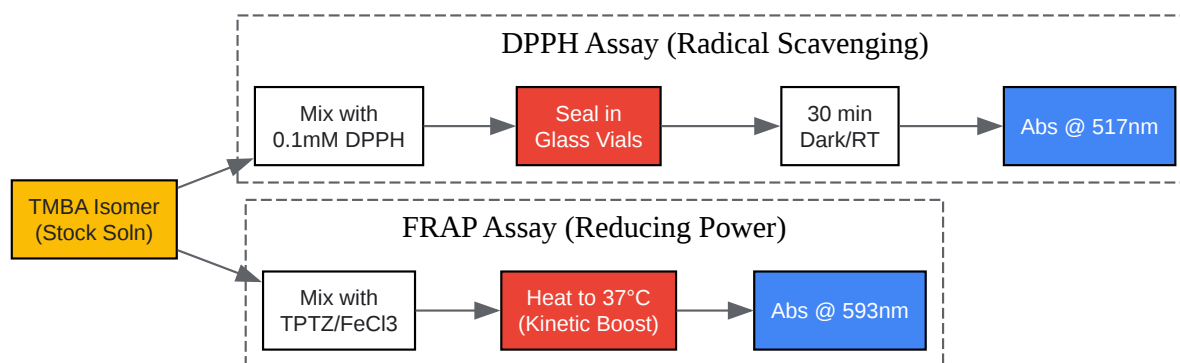 DPPH Assay (Radical Scavenging)
Mix with
0.1mM DPPH
Seal in
Glass Vials
30 min
Dark/RT
Abs @ 517nm
TMBA Isomer
(Stock Soln)
FRAP Assay (Reducing Power)
Mix with
TPTZ/FeCl3
Heat to 37°C
(Kinetic Boost)
Abs @ 593nm